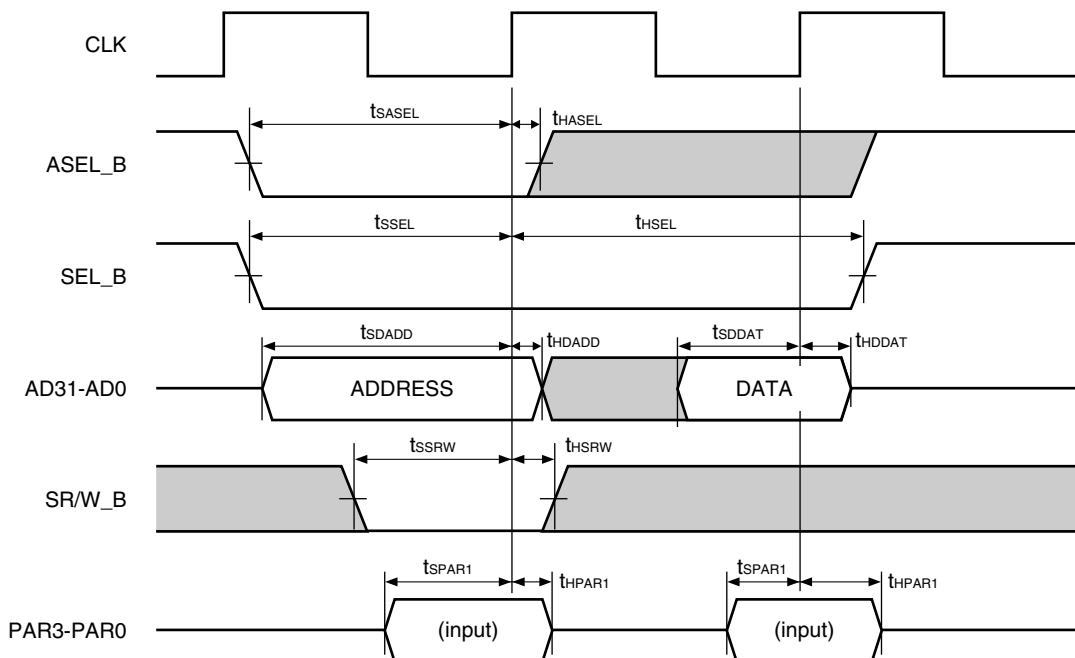 CLK
tSASEL tHASEL
ASEL_B
tSSEL tHSEL
SEL_B
tSDADD tHDADD tSDDAT tHDDAT
AD31-AD0 ADDRESS DATA
tSSRW tHSRW
SR/W_B
tSPAR1 tHPAR1 tSPAR1 tHPAR1
PAR3-PAR0 (input) (input)